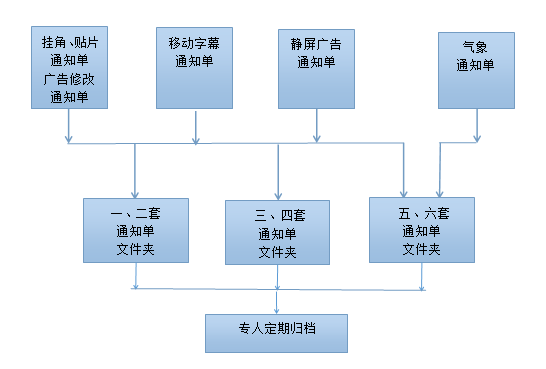 挂角、贴片
通知单
广告修改
通知单
移动字幕
通知单
静屏广告
通知单
气象
通知单
一、二套
通知单
文件夹
三、四套
通知单
文件夹
五、六套
通知单
文件夹
专人定期归档